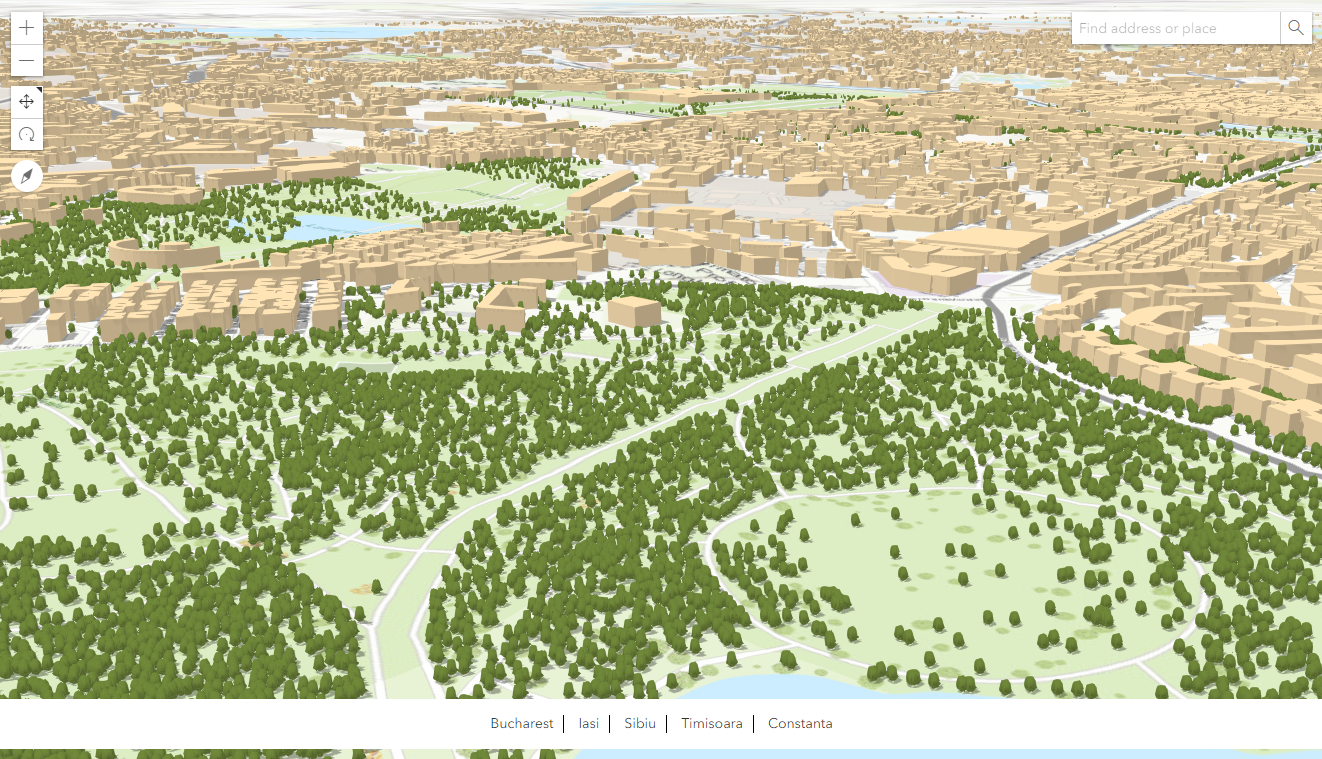 Find address or place
Bucharest
Iasi
Sibiu
Timisoara
Constanta